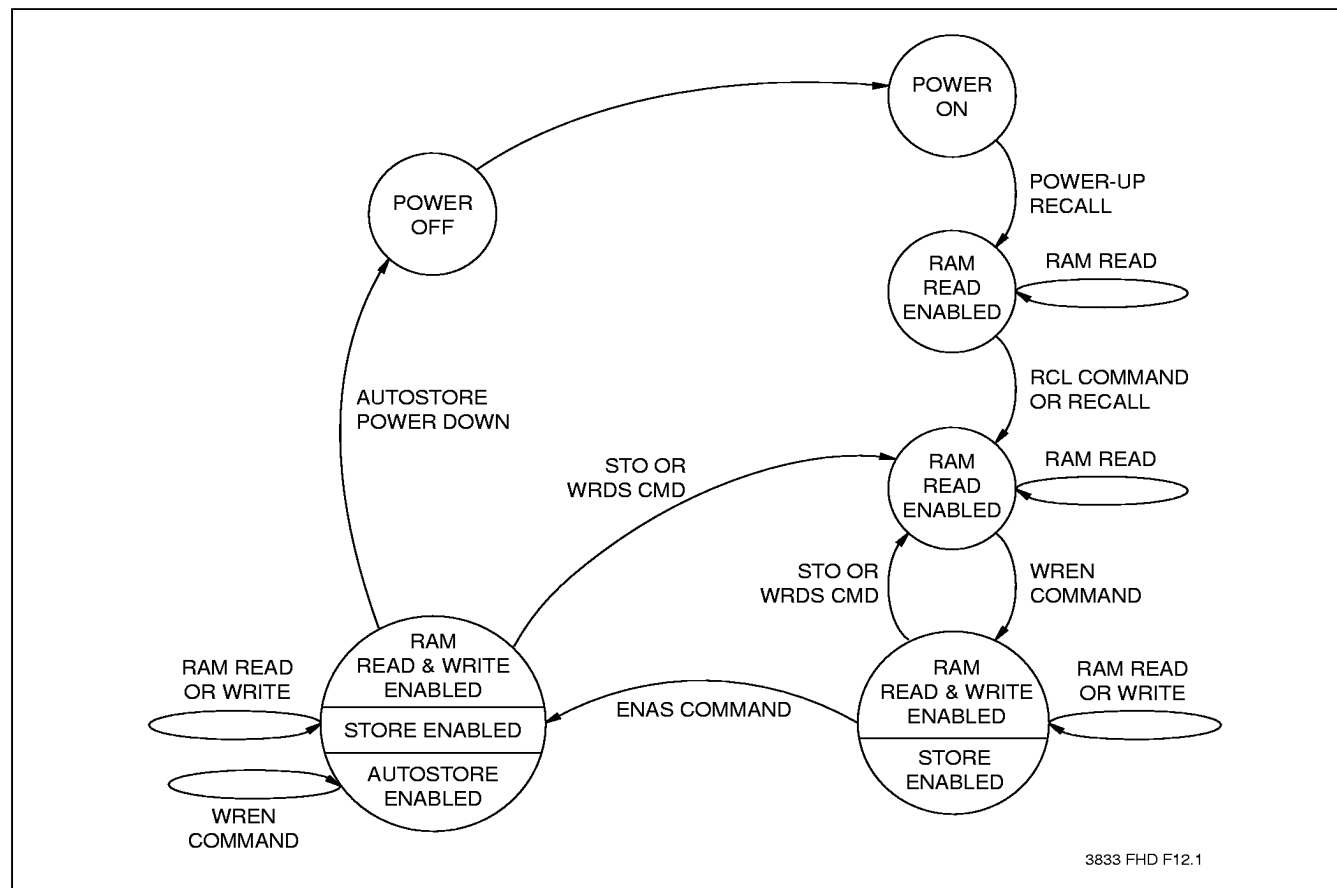 POWER
ON
POWER
OFF
POWER-UP
RECALL
RAM
READ
ENABLED
RAM READ
RCL COMMAND
OR RECALL
AUTOSTORE
POWER DOWN
STO OR
WRDS CMD
RAM
READ
ENABLED
RAM READ
STO OR
WRDS CMD
WREN
COMMAND
RAM READ
OR WRITE
RAM
READ & WRITE
ENABLED
STORE ENABLED
AUTOSTORE
ENABLED
WREN
COMMAND
ENAS COMMAND
RAM
READ & WRITE
ENABLED
STORE
ENABLED
RAM READ
OR WRITE
3833 FHD F12.1